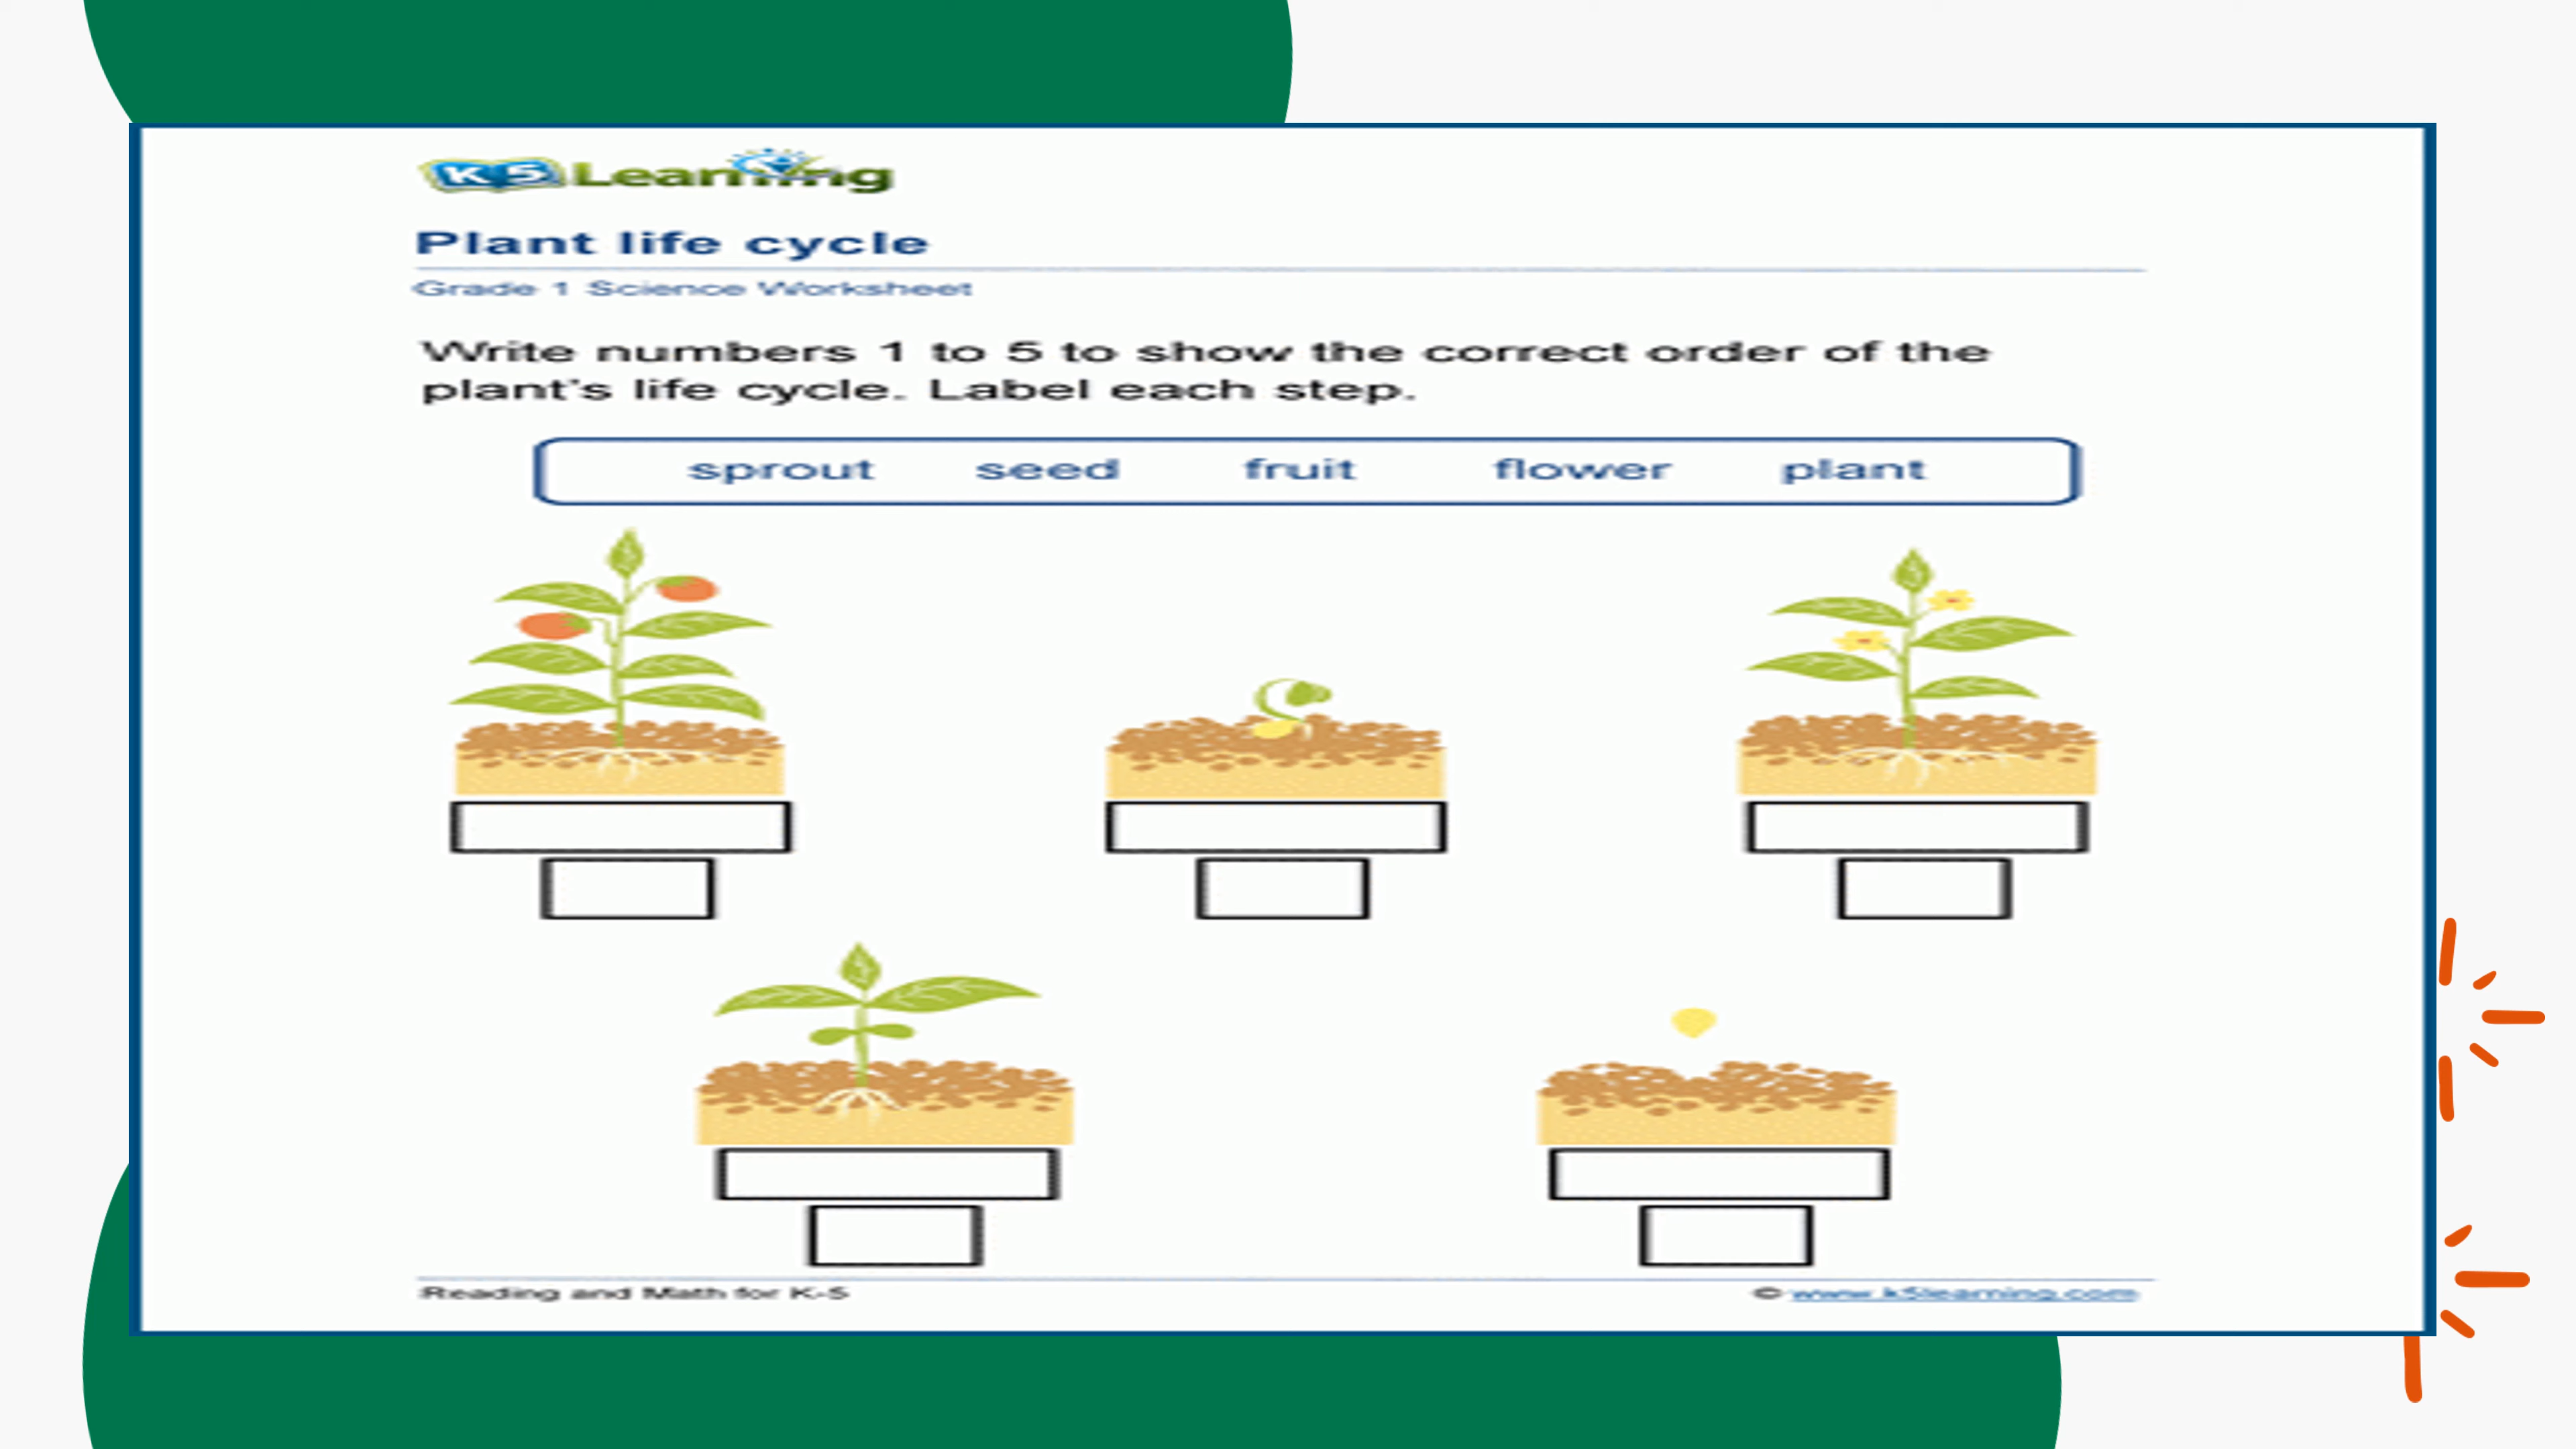 K5 Learning
Plant life cycle
Grade 1 Science Worksheet
Write numbers 1 to 5 to show the correct order of the
plant's life cycle. Label each step.
sprout seed fruit flower plant
Reading and Math for K-5
© www.k5learning.com